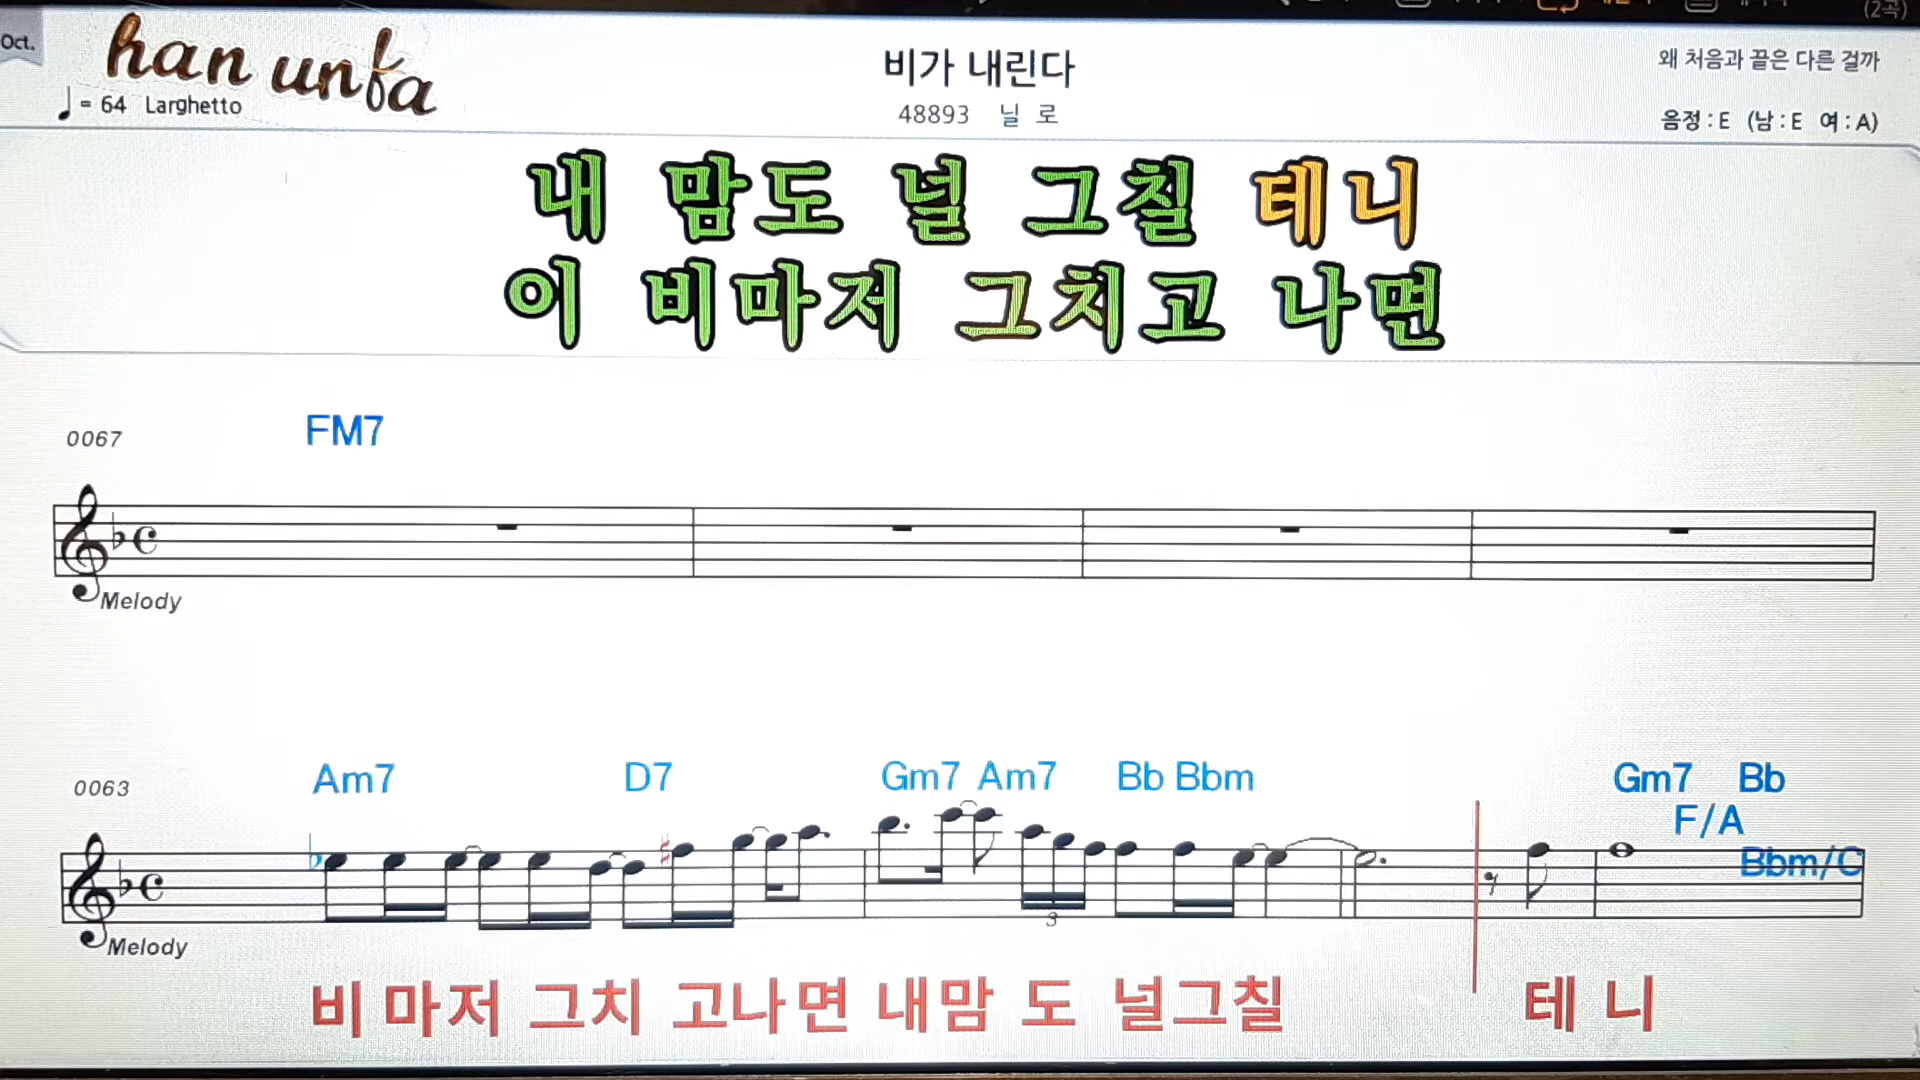 (2곡)
Oct.
han unfa
비가 내린다
왜 처음과 끝은 다른 걸까
♩ = 64 Larghetto
48893 닐 로
음정 : E (남 : E 여 : A)
내 맘도 널 그칠 테니
이 비마저 그치고 나면
0067
FM7
Melody
0063
Am7 D7 Gm7 Am7 Bb Bbm Gm7 Bb
F/A
Bbm/C
3
Melody
비 마저 그치 고나면 내맘 도 널그칠 테 니